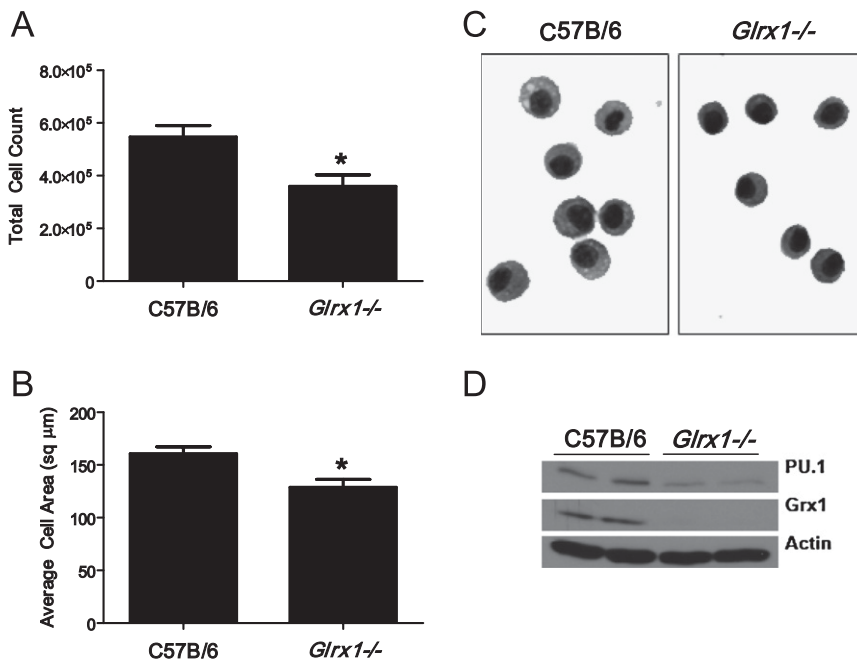 A
Total Cell Count
8.0×10⁵
6.0×10⁵
4.0×10⁵
2.0×10⁵
0
*
C57B/6
Glrx1-/-
B
Average Cell Area (sq µm)
200
150
100
50
0
*
C57B/6
Glrx1-/-
C
C57B/6
Glrx1-/-
D
C57B/6
Glrx1-/-
PU.1
Grx1
Actin